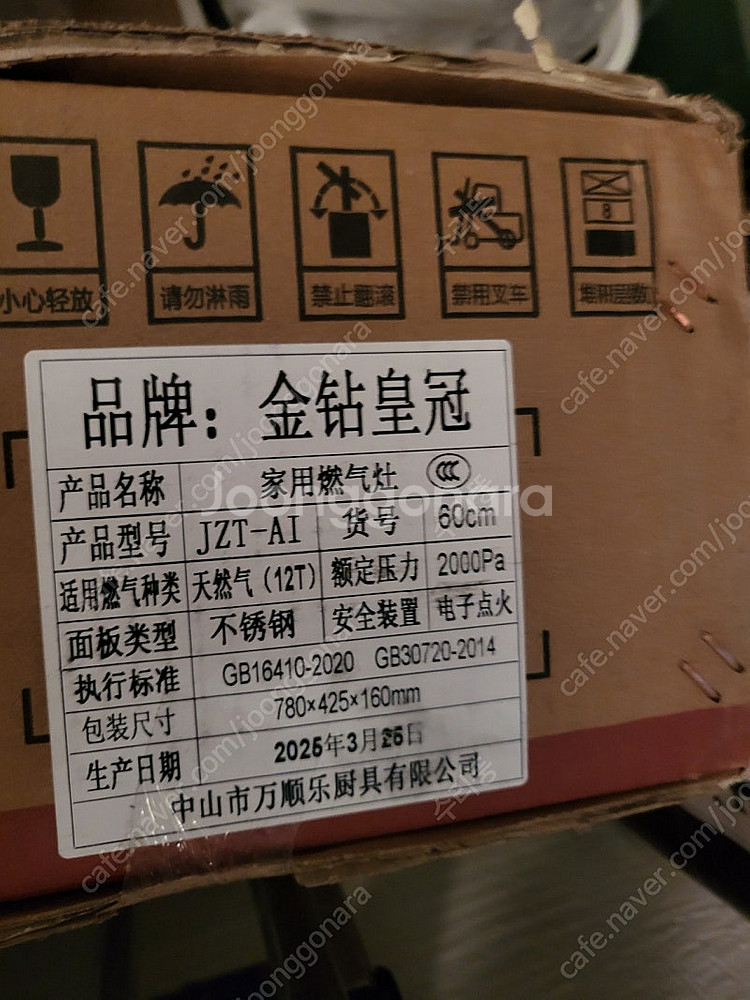 小心轻放 请勿淋雨 禁止翻滚 禁用叉车 堆积层数
8
品牌：金钻皇冠
产品名称 家用燃气灶 CCC
产品型号 JZT-AI 货号 60cm
适用燃气种类 天然气（12T） 额定压力 2000Pa
面板类型 不锈钢 安全装置 电子点火
执行标准 GB16410-2020 GB30720-2014
包装尺寸 780×425×160mm
生产日期 2025年3月26日
中山市万顺乐厨具有限公司
Joonggonara
cafe.naver.com/joonggonara